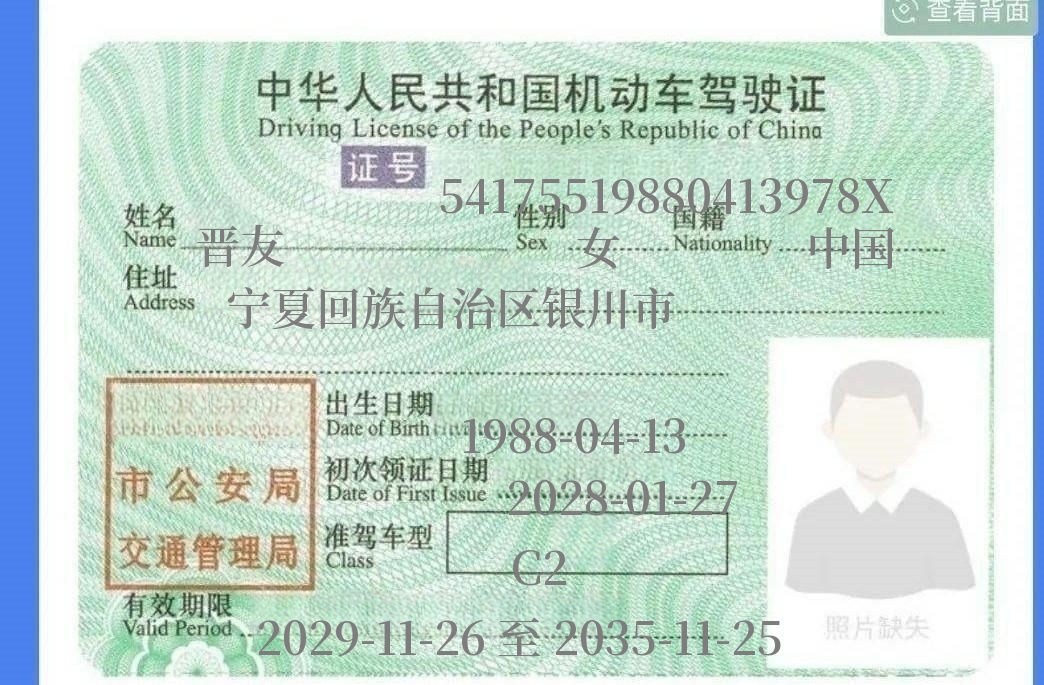 查看背面
中华人民共和国机动车驾驶证
Driving License of the People's Republic of China
证号 54175519880413978X
姓名 性别 国籍
Name 晋友 Sex 女 Nationality 中国
住址
Address 宁夏回族自治区银川市
出生日期
Date of Birth 1988-04-13
初次领证日期
Date of First Issue 2028-01-27
准驾车型
Class C2
市公安局
交通管理局
有效期限
Valid Period 2029-11-26 至 2035-11-25
照片缺失